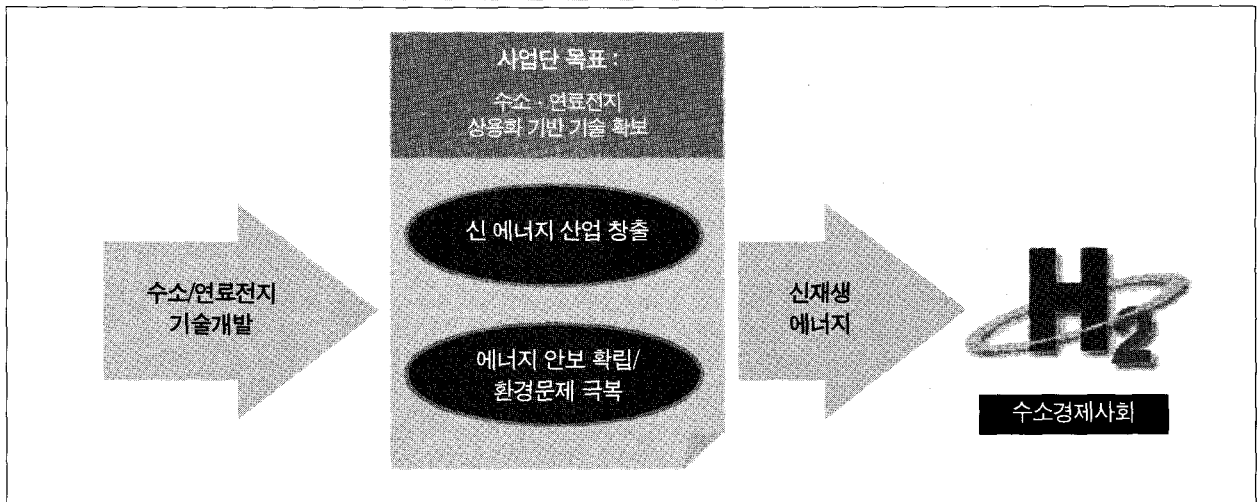 수소/연료전지
기술개발
사업단 목표 :
수소 - 연료전지
상용화 기반 기술 확보
신 에너지 산업 창출
에너지 안보 확립/
환경문제 극복
신재생
에너지
H2
수소경제사회